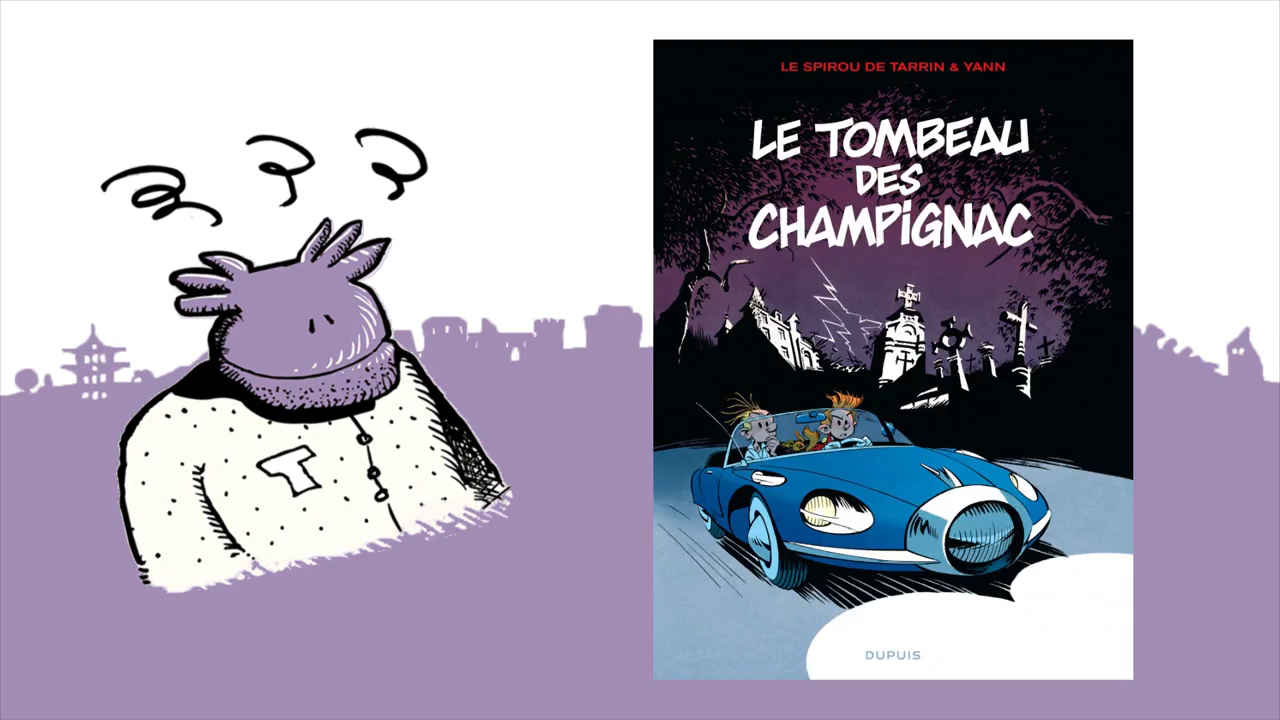 T
LE SPIROU DE TARRIN & YANN
LE TOMBEAU
DES
CHAMPiGNAC
DUPUIS